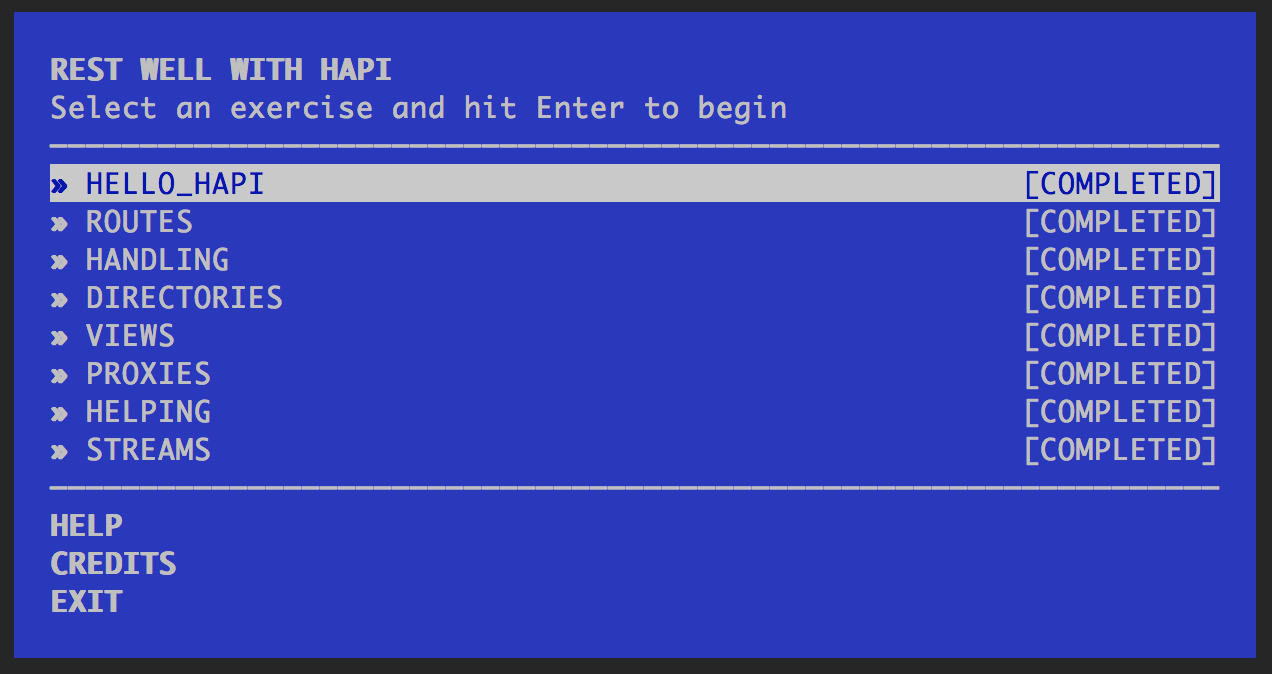 REST WELL WITH HAPI
Select an exercise and hit Enter to begin
» HELLO_HAPI [COMPLETED]
» ROUTES [COMPLETED]
» HANDLING [COMPLETED]
» DIRECTORIES [COMPLETED]
» VIEWS [COMPLETED]
» PROXIES [COMPLETED]
» HELPING [COMPLETED]
» STREAMS [COMPLETED]
HELP
CREDITS
EXIT